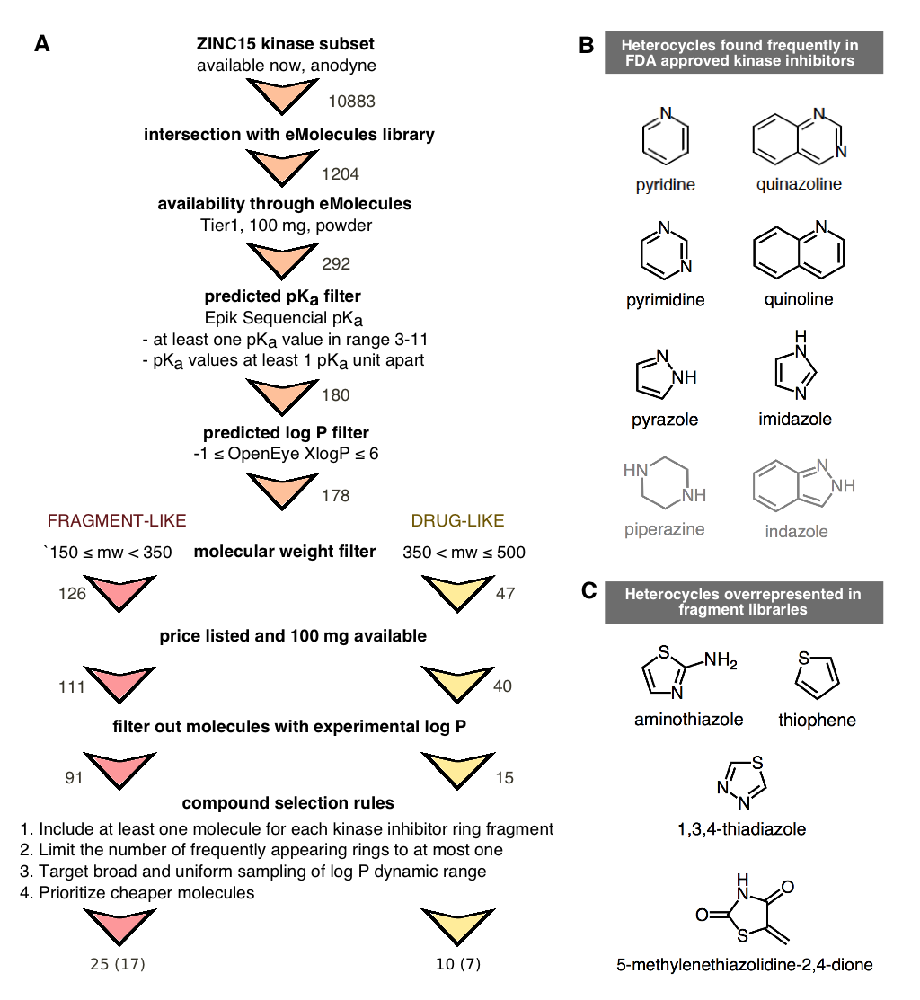 A
ZINC15 kinase subset
available now, anodyne
10883
intersection with eMolecules library
1204
availability through eMolecules
Tier1, 100 mg, powder
292
predicted pKa filter
Epik Sequencial pKa
- at least one pKa value in range 3-11
- pKa values at least 1 pKa unit apart
180
predicted log P filter
-1 ≤ OpenEye XlogP ≤ 6
178
FRAGMENT-LIKE
DRUG-LIKE
`150 ≤ mw < 350
molecular weight filter
350 < mw ≤ 500
126
47
price listed and 100 mg available
111
40
filter out molecules with experimental log P
91
15
compound selection rules
1. Include at least one molecule for each kinase inhibitor ring fragment
2. Limit the number of frequently appearing rings to at most one
3. Target broad and uniform sampling of log P dynamic range
4. Prioritize cheaper molecules
25 (17)
10 (7)
B
Heterocycles found frequently in
FDA approved kinase inhibitors
N
N
N
pyridine
quinazoline
N
N
N
pyrimidine
quinoline
N
NH
H
N
N
pyrazole
imidazole
HN
NH
N
NH
piperazine
indazole
C
Heterocycles overrepresented in
fragment libraries
S
NH2
N
S
aminothiazole
thiophene
S
N
N
1,3,4-thiadiazole
H
N
O
O
S
5-methylenethiazolidine-2,4-dione